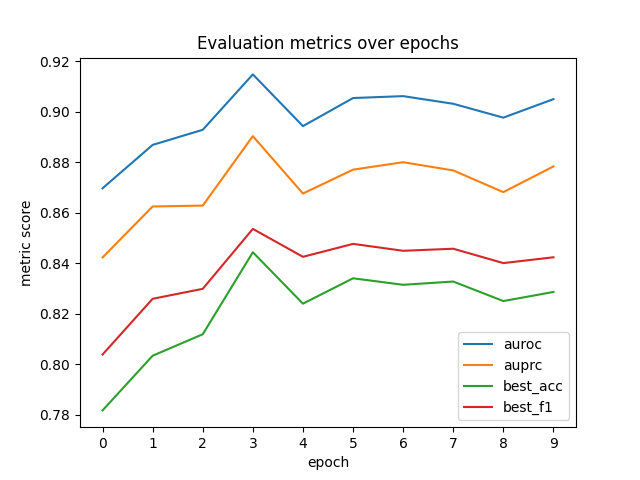 Evaluation metrics over epochs
metric score
0.92
0.90
0.88
0.86
0.84
0.82
0.80
0.78
auroc
auprc
best_acc
best_f1
0 1 2 3 4 5 6 7 8 9
epoch